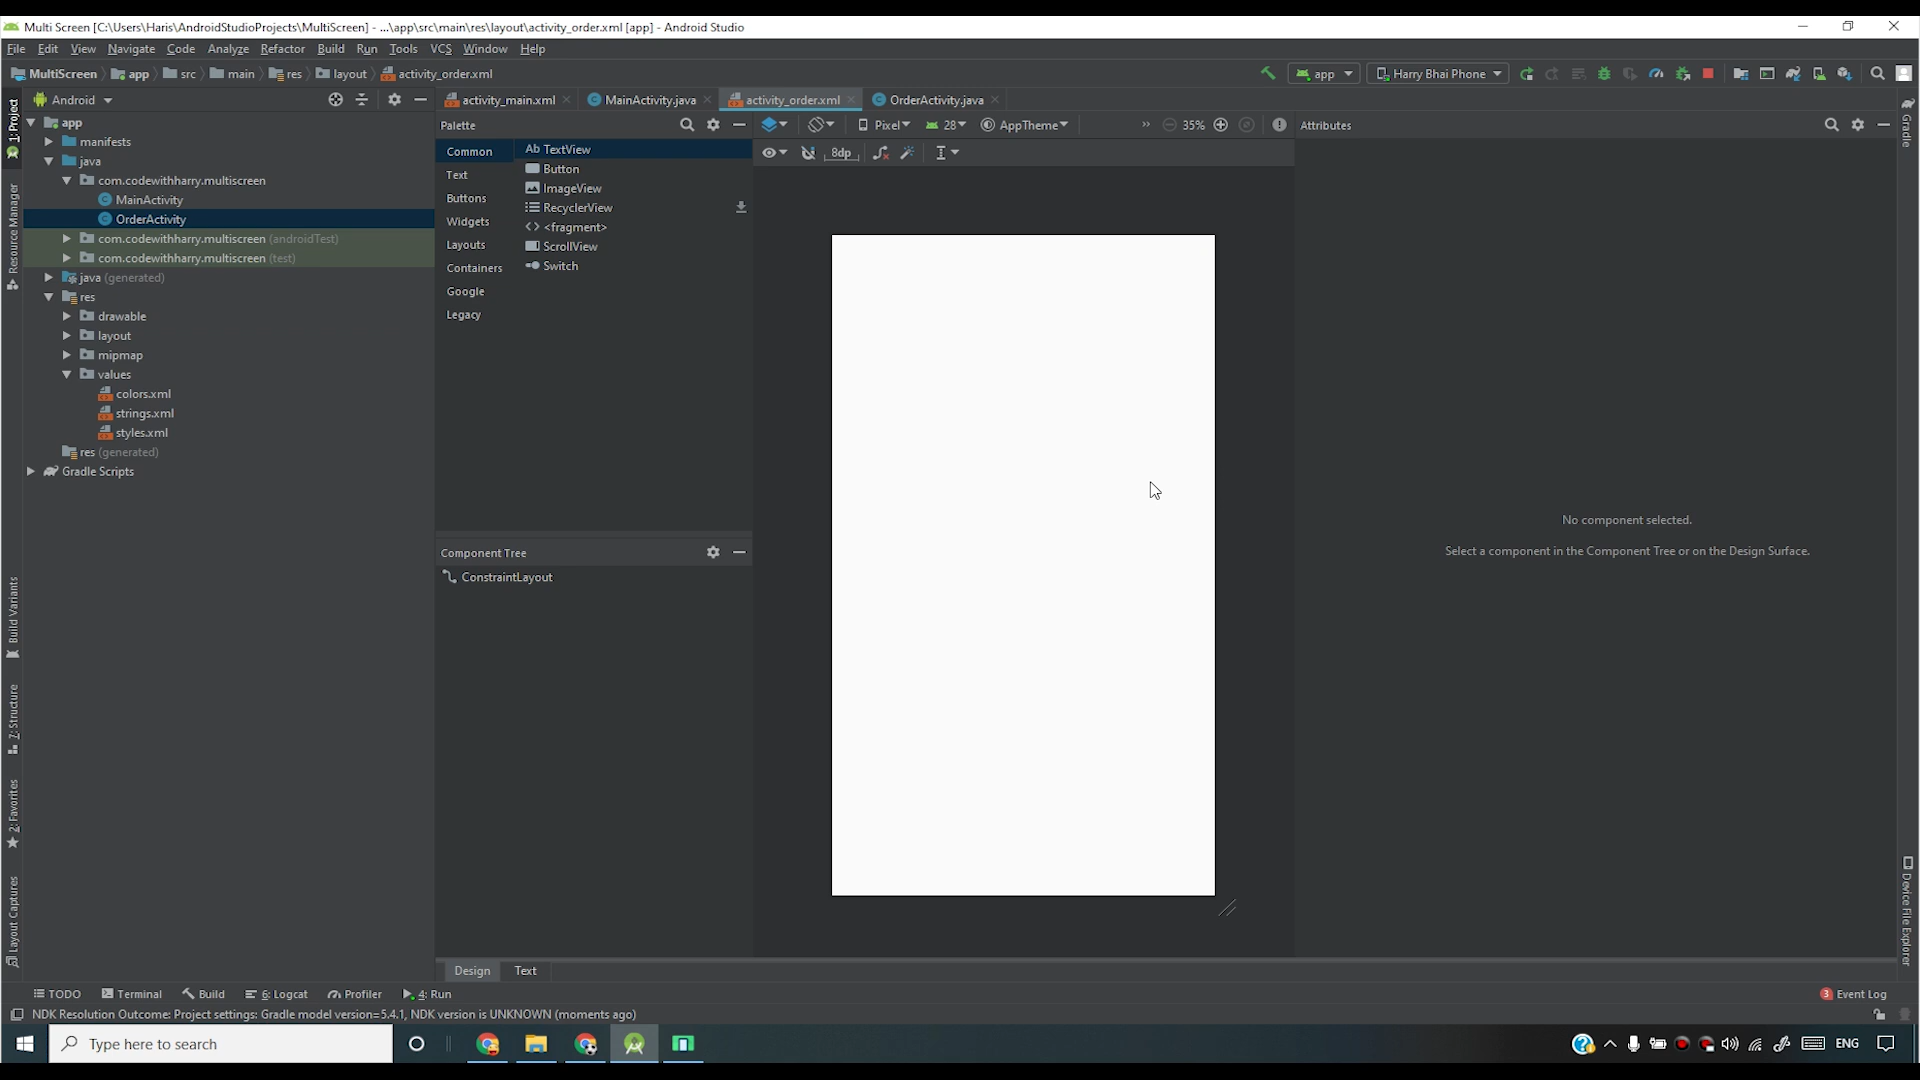 Multi Screen [C:\Users\Haris\AndroidStudioProjects\MultiScreen] - ...\app\src\main\res\layout\activity_order.xml [app] - Android Studio
File Edit View Navigate Code Analyze Refactor Build Run Tools VCS Window Help
MultiScreen app src main res layout activity_order.xml app Harry Bhai Phone
1: Project
Resource Manager
Build Variants
7: Structure
2: Favorites
Layout Captures
Android
app
manifests
java
com.codewithharry.multiscreen
MainActivity
OrderActivity
com.codewithharry.multiscreen (androidTest)
com.codewithharry.multiscreen (test)
java (generated)
res
drawable
layout
mipmap
values
colors.xml
strings.xml
styles.xml
res (generated)
Gradle Scripts
activity_main.xml MainActivity.java activity_order.xml OrderActivity.java
Palette
Common
Text
Buttons
Widgets
Layouts
Containers
Google
Legacy
Ab TextView
Button
ImageView
RecyclerView
<> <fragment>
ScrollView
Switch
Component Tree
ConstraintLayout
Pixel 28 AppTheme » 35%
8dp
Attributes
No component selected.
Select a component in the Component Tree or on the Design Surface.
Gradle
Device File Explorer
Design Text
TODO Terminal Build 6: Logcat Profiler 4: Run 3 Event Log
NDK Resolution Outcome: Project settings: Gradle model version=5.4.1, NDK version is UNKNOWN (moments ago)
Type here to search
ENG